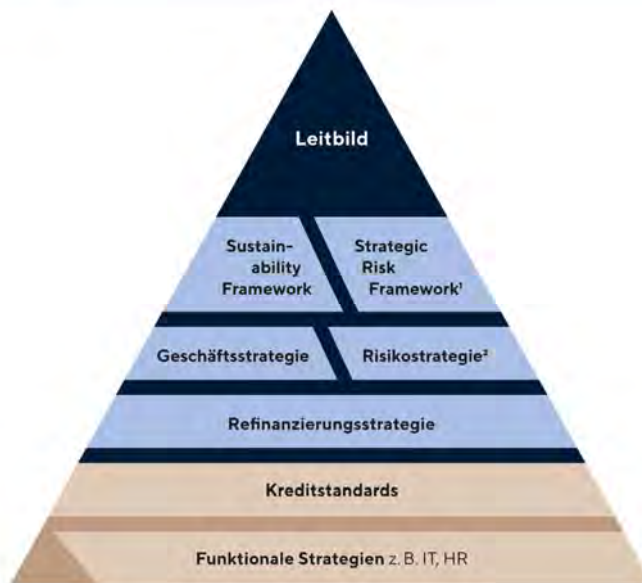 Leitbild
Sustain-
ability
Framework
Strategic
Risk
Framework¹
Geschäftsstrategie
Risikostrategie²
Refinanzierungsstrategie
Kreditstandards
Funktionale Strategien z. B. IT, HR